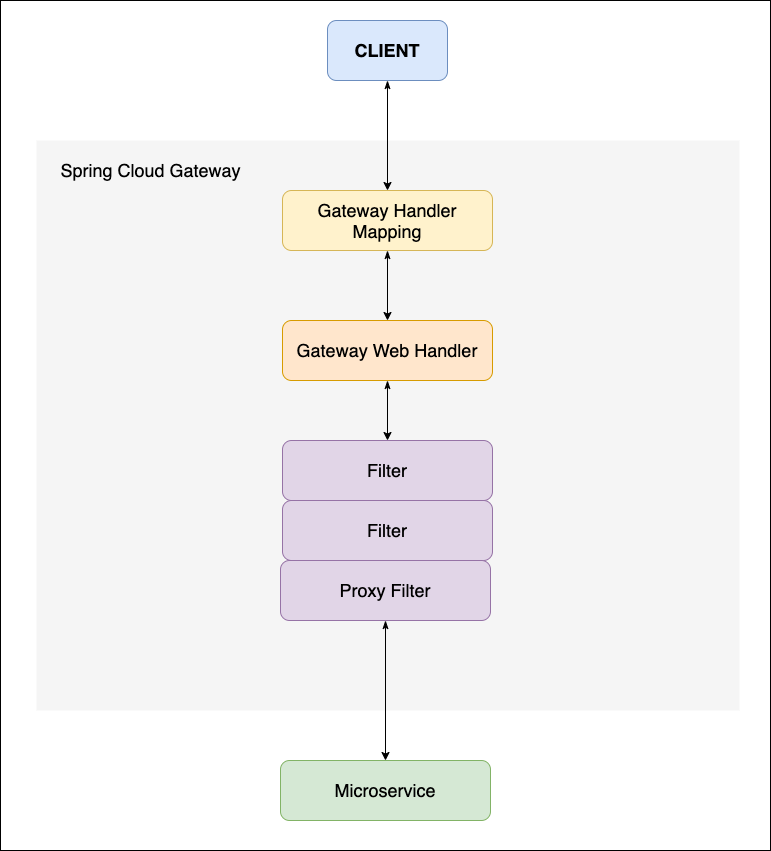 CLIENT
Spring Cloud Gateway
Gateway Handler
Mapping
Gateway Web Handler
Filter
Filter
Proxy Filter
Microservice